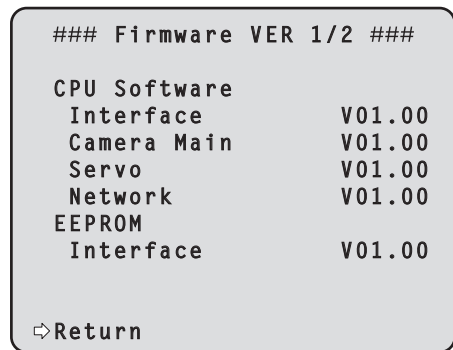 ### Firmware VER 1/2 ###
CPU Software
Interface V01.00
Camera Main V01.00
Servo V01.00
Network V01.00
EEPROM
Interface V01.00
⇨Return